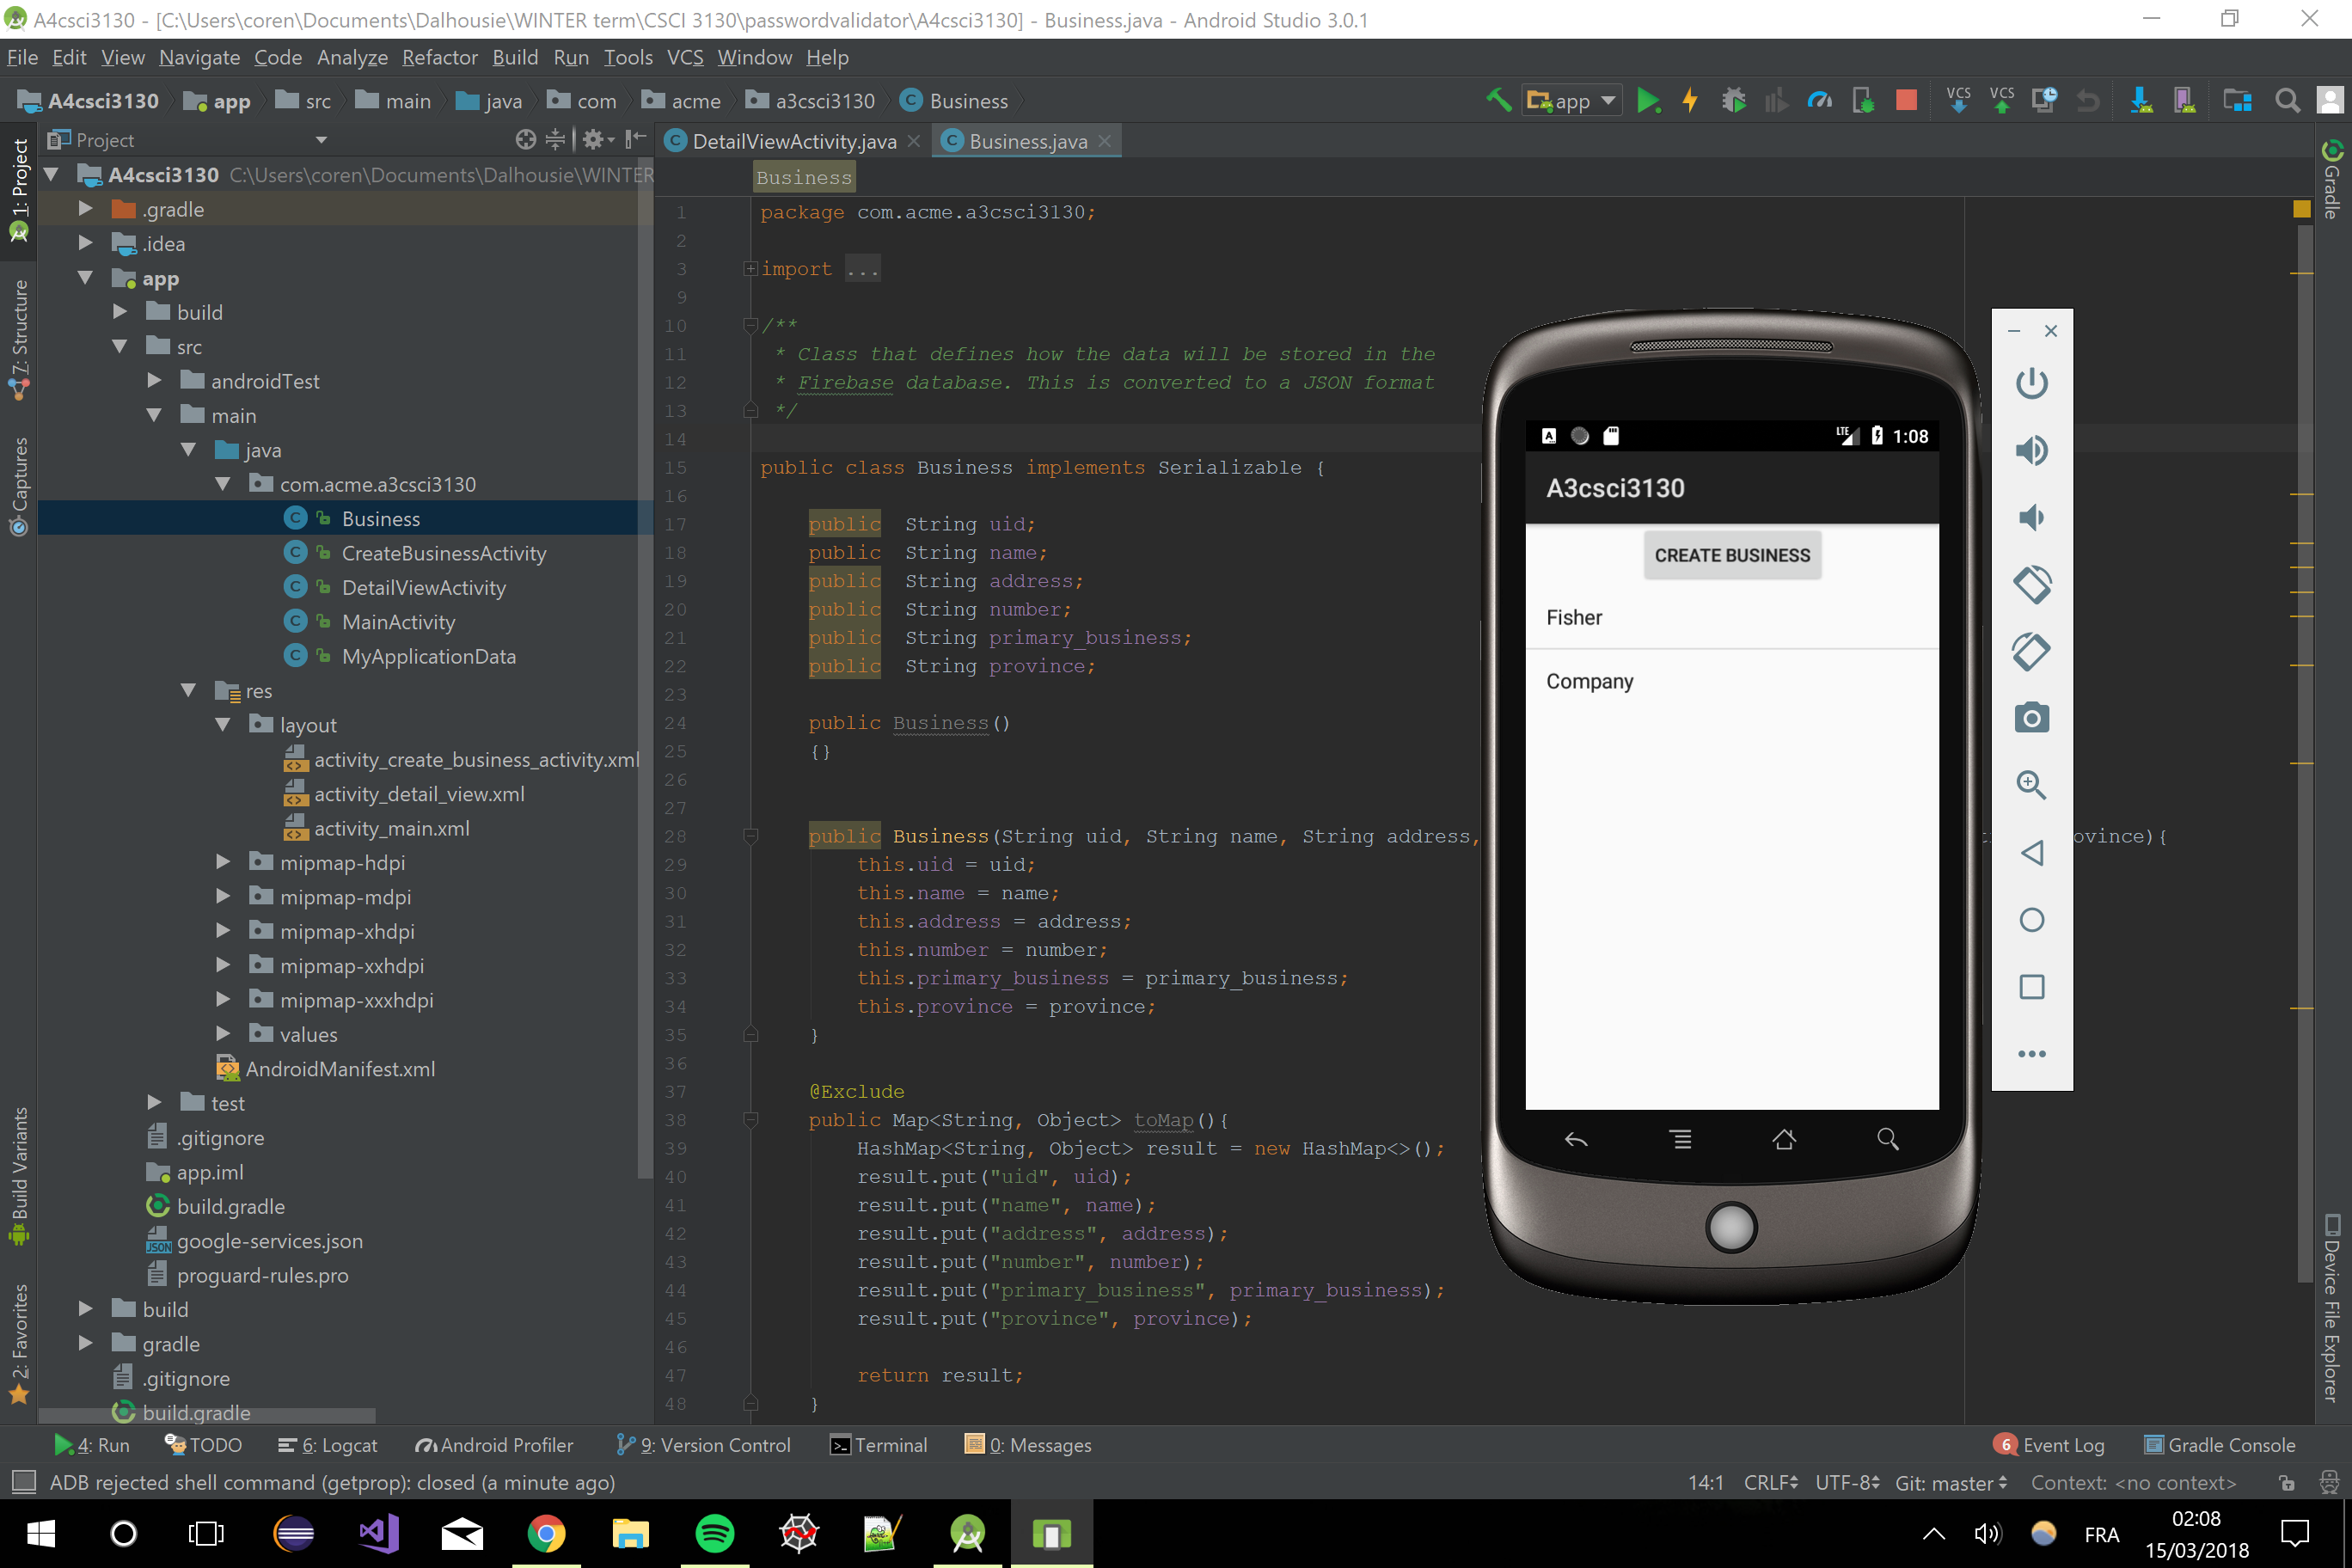 A4csci3130 - [C:\Users\coren\Documents\Dalhousie\WINTER term\CSCI 3130\passwordvalidator\A4csci3130] - Business.java - Android Studio 3.0.1
File Edit View Navigate Code Analyze Refactor Build Run Tools VCS Window Help
A4csci3130 app src main java com acme a3csci3130 Business app VCS VCS
Project
DetailViewActivity.java Business.java
1: Project
7: Structure
Captures
Build Variants
2: Favorites
A4csci3130 C:\Users\coren\Documents\Dalhousie\WINTER
.gradle
.idea
app
build
src
androidTest
main
java
com.acme.a3csci3130
Business
CreateBusinessActivity
DetailViewActivity
MainActivity
MyApplicationData
res
layout
activity_create_business_activity.xml
activity_detail_view.xml
activity_main.xml
mipmap-hdpi
mipmap-mdpi
mipmap-xhdpi
mipmap-xxhdpi
mipmap-xxxhdpi
values
AndroidManifest.xml
test
.gitignore
app.iml
build.gradle
google-services.json
proguard-rules.pro
build
gradle
.gitignore
build.gradle
Business
1 package com.acme.a3csci3130;
2
3 import ...
9
10 /**
11 * Class that defines how the data will be stored in the
12 * Firebase database. This is converted to a JSON format
13 */
14
15 public class Business implements Serializable {
16
17 public String uid;
18 public String name;
19 public String address;
20 public String number;
21 public String primary_business;
22 public String province;
23
24 public Business()
25 {}
26
27
28 public Business(String uid, String name, String address, ovince){
29 this.uid = uid;
30 this.name = name;
31 this.address = address;
32 this.number = number;
33 this.primary_business = primary_business;
34 this.province = province;
35 }
36
37 @Exclude
38 public Map<String, Object> toMap(){
39 HashMap<String, Object> result = new HashMap<>();
40 result.put("uid", uid);
41 result.put("name", name);
42 result.put("address", address);
43 result.put("number", number);
44 result.put("primary_business", primary_business);
45 result.put("province", province);
46
47 return result;
48 }
LTE 1:08
A3csci3130
CREATE BUSINESS
Fisher
Company
Gradle
Device File Explorer
4: Run TODO 6: Logcat Android Profiler 9: Version Control Terminal 0: Messages 6 Event Log Gradle Console
ADB rejected shell command (getprop): closed (a minute ago) 14:1 CRLF UTF-8 Git: master Context: <no context>
FRA
02:08
15/03/2018